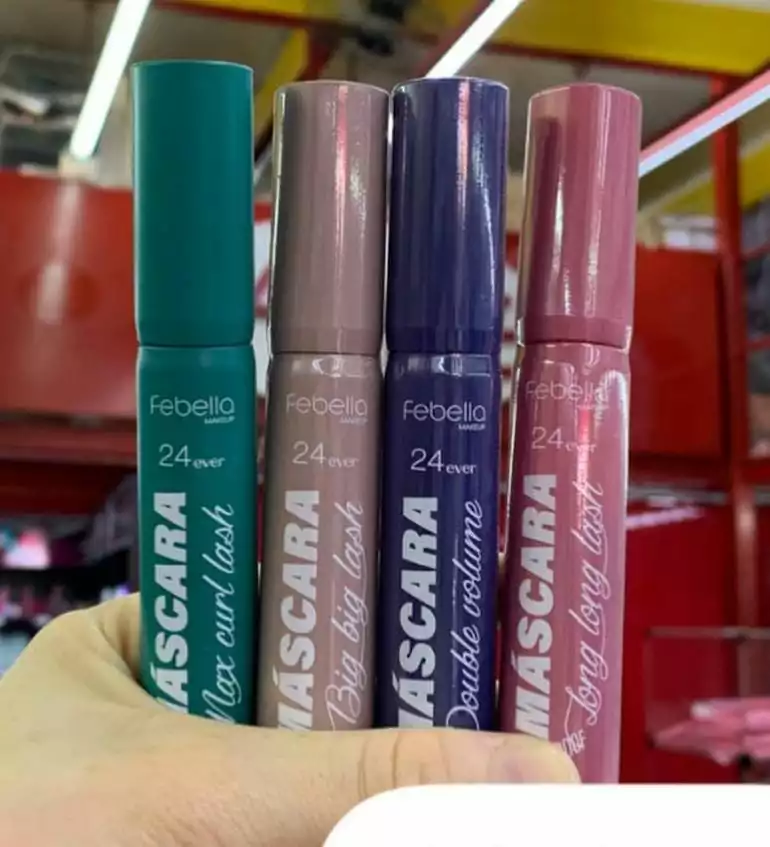 Febella
MAKEUP
24ever
MÁSCARA
Max curl lash
Febella
MAKEUP
24ever
MÁSCARA
Big big lash
Febella
MAKEUP
24ever
MÁSCARA
Double volume
Febella
24ever
MÁSCARA
Long long lash